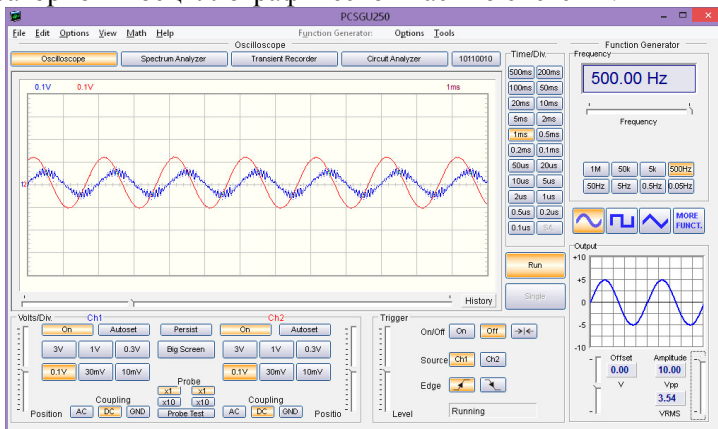 PCSGU250
File Edit Options View Math Help Function Generator: Options Tools
Oscilloscope
Oscilloscope Spectrum Analyzer Transient Recorder Circuit Analyzer 10110010
0.1V 0.1V 1ms
12
History
Time/Div.
500ms 200ms
100ms 50ms
20ms 10ms
5ms 2ms
1ms 0.5ms
0.2ms 0.1ms
50us 20us
10us 5us
2us 1us
0.5us 0.2us
0.1us
Run
Single
Function Generator
Frequency
500.00 Hz
Frequency
1M 50k 5k 500Hz
50Hz 5Hz 0.5Hz 0.05Hz
MORE
FUNCT.
Output
+10
+5
0
-5
-10
Offset Amplitude
0.00 10.00
V Vpp
3.54
VRMS
Volts/Div. Ch1 Ch2
On Autoset Persist On Autoset
3V 1V 0.3V Big Screen 3V 1V 0.3V
0.1V 30mV 10mV 0.1V 30mV 10mV
Probe
x1 x1
x10 x10
Coupling Coupling
Position AC DC GND Probe Test AC DC GND Positio
Trigger
On/Off On Off
Source Ch1 Ch2
Edge
Level Running